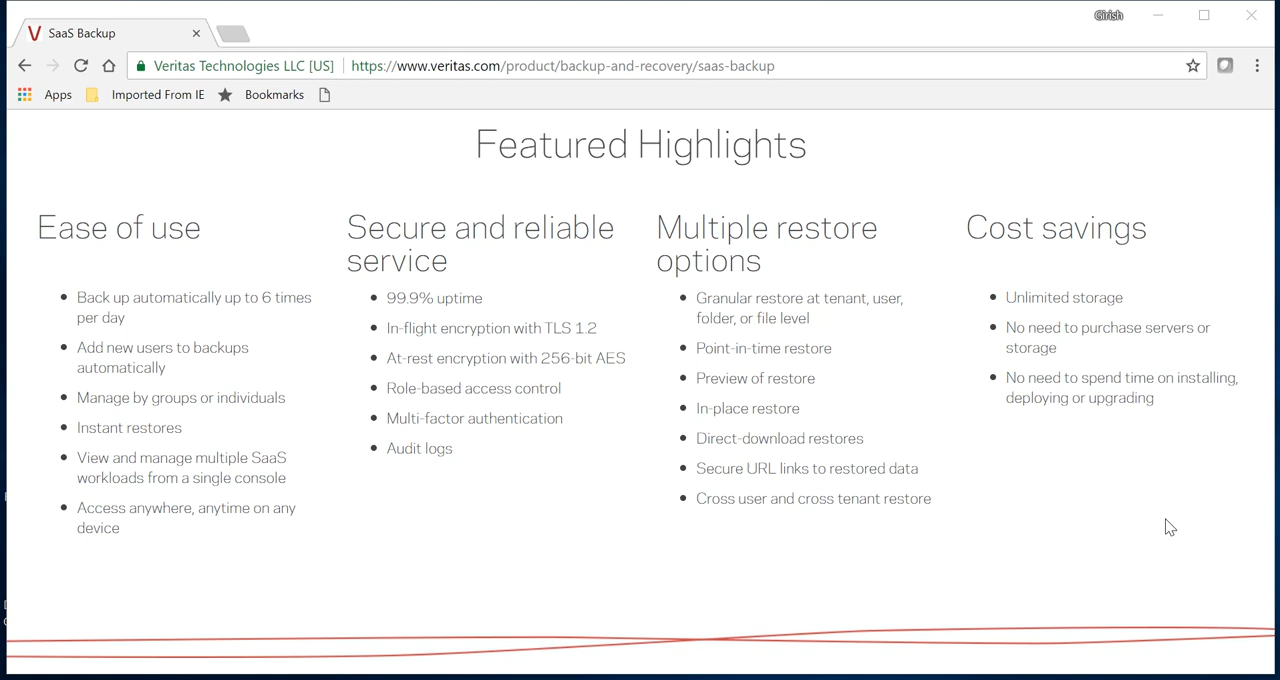 Girish
SaaS Backup
Veritas Technologies LLC [US]
https://www.veritas.com/product/backup-and-recovery/saas-backup
Apps
Imported From IE
Bookmarks
Featured Highlights
Ease of use
Back up automatically up to 6 times
per day
Add new users to backups
automatically
Manage by groups or individuals
Instant restores
View and manage multiple SaaS
workloads from a single console
Access anywhere, anytime on any
device
Secure and reliable
service
99.9% uptime
In-flight encryption with TLS 1.2
At-rest encryption with 256-bit AES
Role-based access control
Multi-factor authentication
Audit logs
Multiple restore
options
Granular restore at tenant, user,
folder, or file level
Point-in-time restore
Preview of restore
In-place restore
Direct-download restores
Secure URL links to restored data
Cross user and cross tenant restore
Cost savings
Unlimited storage
No need to purchase servers or
storage
No need to spend time on installing,
deploying or upgrading